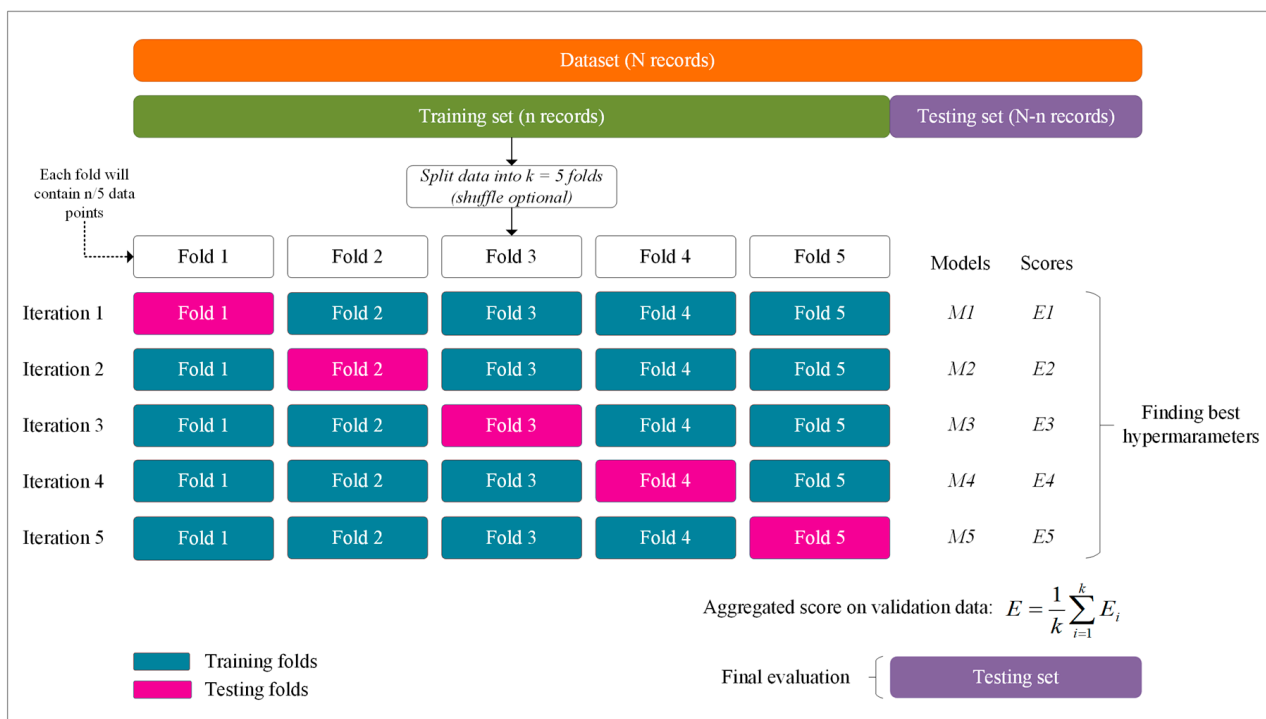 Dataset (N records)
Training set (n records)
Testing set (N-n records)
Each fold will
contain n/5 data
points
Split data into k = 5 folds
(shuffle optional)
Fold 1
Fold 2
Fold 3
Fold 4
Fold 5
Models
Scores
Iteration 1
Fold 1
Fold 2
Fold 3
Fold 4
Fold 5
M1
E1
Iteration 2
Fold 1
Fold 2
Fold 3
Fold 4
Fold 5
M2
E2
Iteration 3
Fold 1
Fold 2
Fold 3
Fold 4
Fold 5
M3
E3
Iteration 4
Fold 1
Fold 2
Fold 3
Fold 4
Fold 5
M4
E4
Iteration 5
Fold 1
Fold 2
Fold 3
Fold 4
Fold 5
M5
E5
Finding best
hypermarameters
Aggregated score on validation data: E = \frac{1}{k} \sum_{i=1}^{k} E_i
Training folds
Testing folds
Final evaluation
Testing set